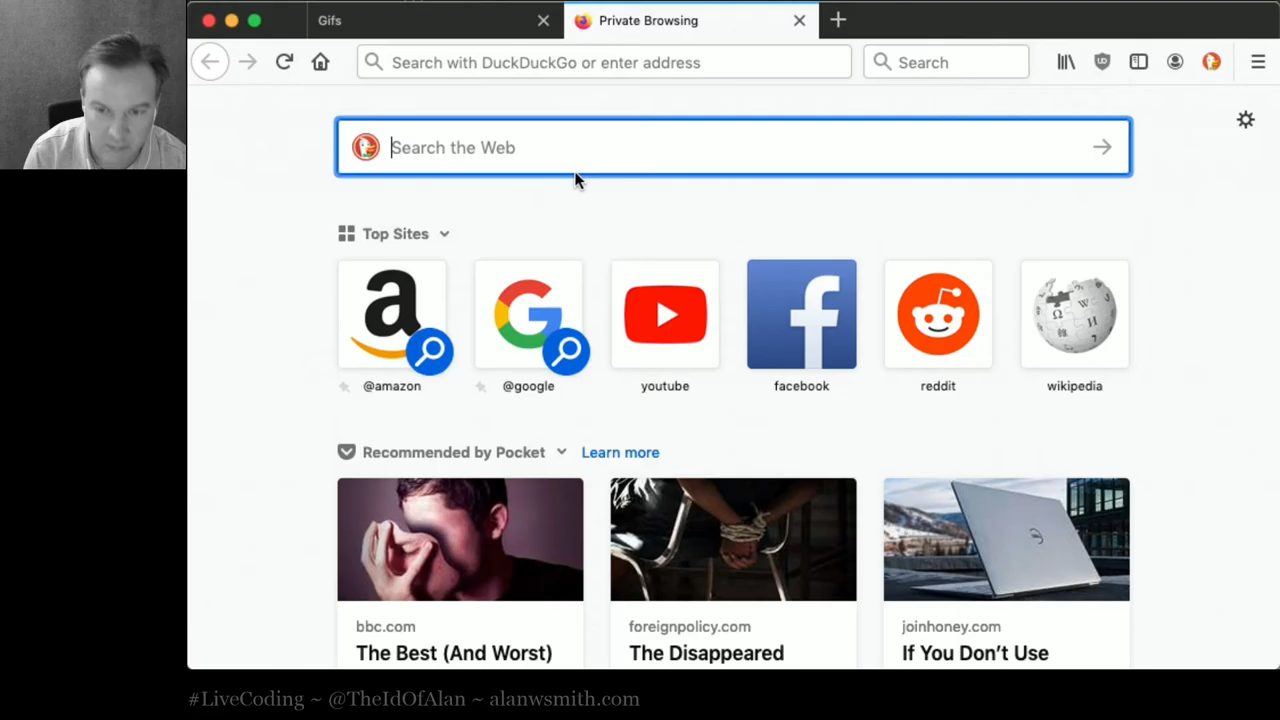 Gifs
Private Browsing
Search with DuckDuckGo or enter address
Search
Search the Web
Top Sites
@amazon
@google
youtube
facebook
reddit
wikipedia
Recommended by Pocket
Learn more
bbc.com
The Best (And Worst)
foreignpolicy.com
The Disappeared
joinhoney.com
If You Don’t Use
#LiveCoding ~ @TheIdOfAlan ~ alanwsmith.com